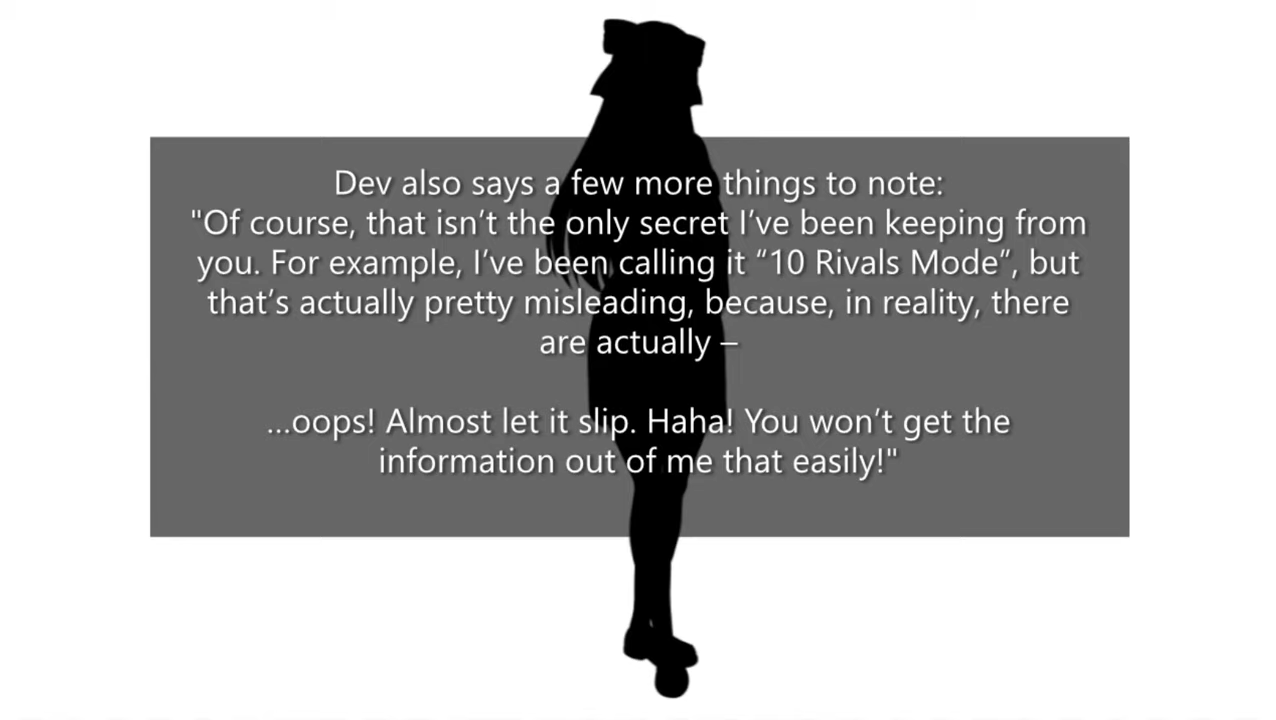 Dev also says a few more things to note:
"Of course, that isn’t the only secret I’ve been keeping from
you. For example, I’ve been calling it “10 Rivals Mode”, but
that’s actually pretty misleading, because, in reality, there
are actually –
…oops! Almost let it slip. Haha! You won’t get the
information out of me that easily!"